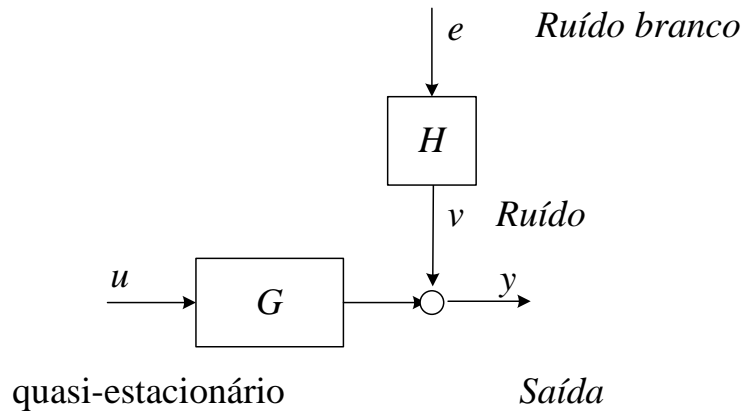 e Ruído branco
H
v Ruído
u
G
y
quasi-estacionário Saída